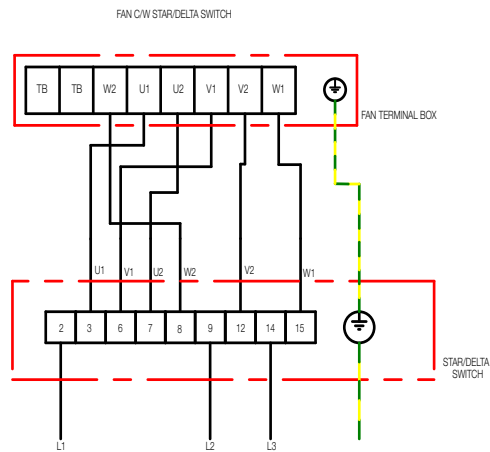 FAN C/W STAR/DELTA SWITCH
TB TB W2 U1 U2 V1 V2 W1
FAN TERMINAL BOX
U1 V1 U2 W2 V2 W1
2 3 6 7 8 9 12 14 15
STAR/DELTA
SWITCH
L1 L2 L3